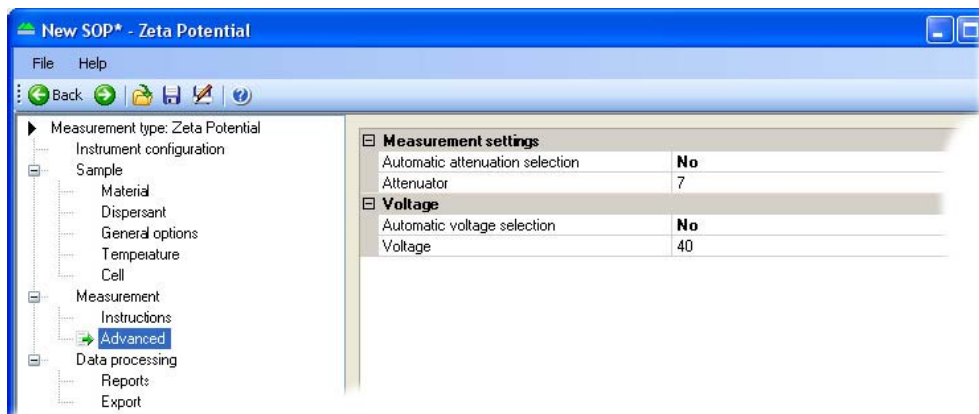 New SOP* - Zeta Potential
File Help
Back
Measurement type: Zeta Potential
Instrument configuration
Sample
Material
Dispersant
General options
Temperature
Cell
Measurement
Instructions
Advanced
Data processing
Reports
Export
Measurement settings
Automatic attenuation selection No
Attenuator 7
Voltage
Automatic voltage selection No
Voltage 40